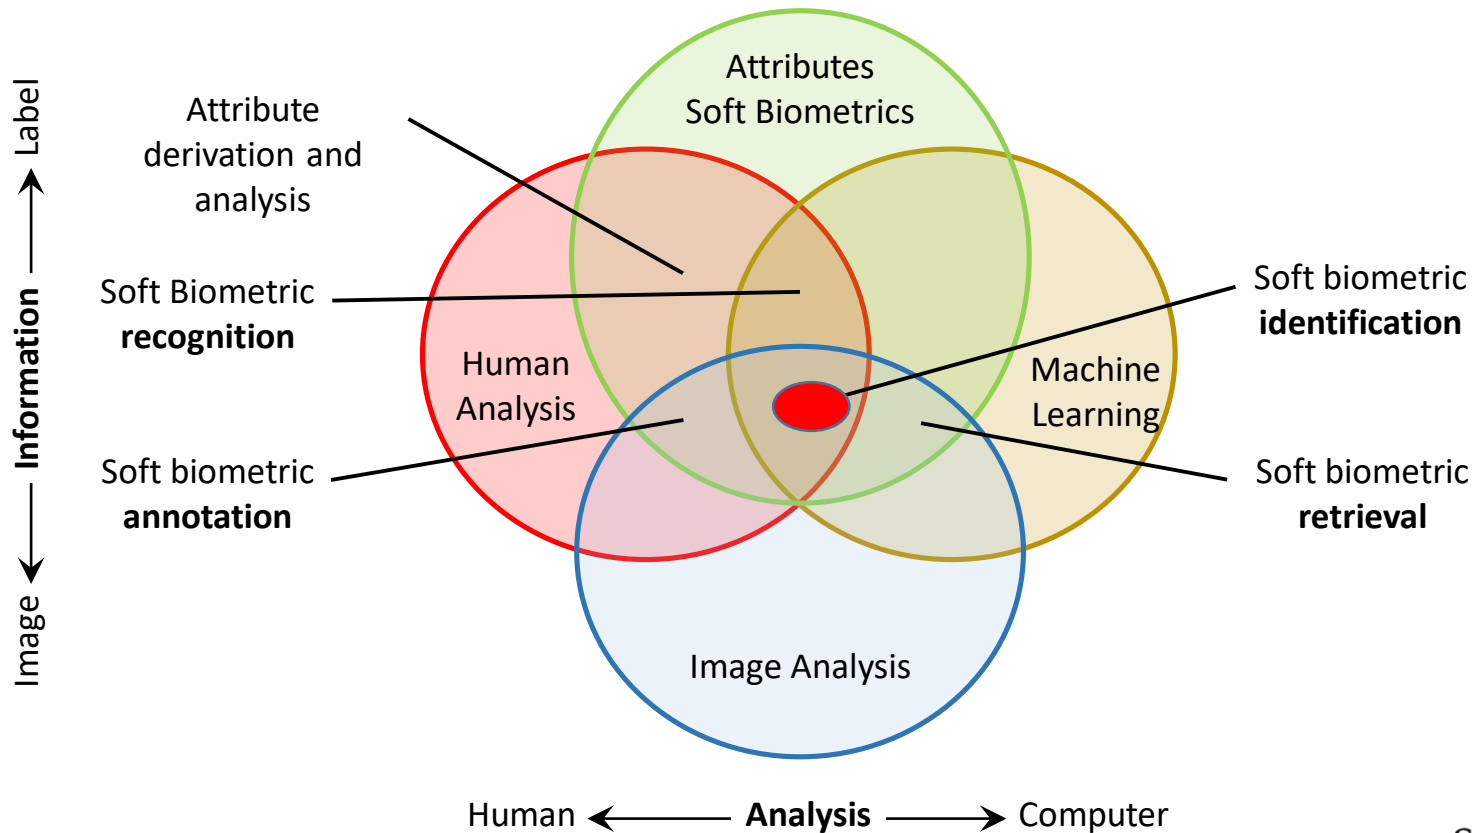 Attributes
Soft Biometrics
Attribute
derivation and
analysis
Soft Biometric
recognition
Soft biometric
annotation
Human
Analysis
Machine
Learning
Image Analysis
Soft biometric
identification
Soft biometric
retrieval
Image Information Label
Human Analysis Computer